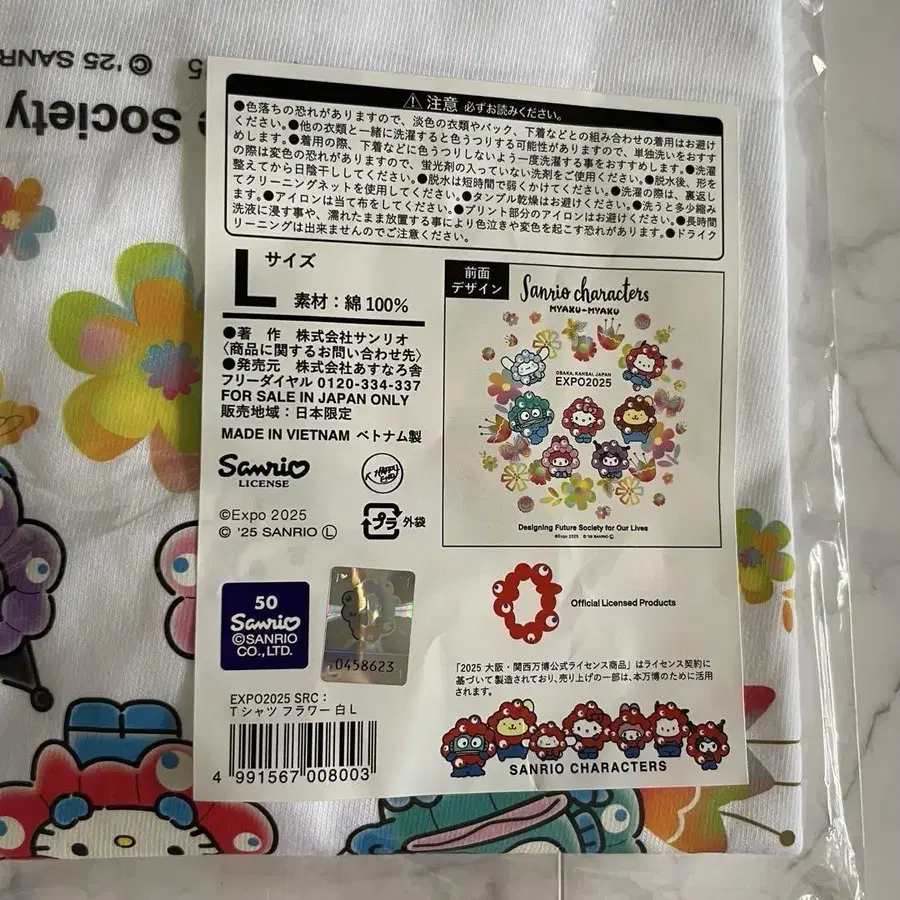 © '25 SANR
Society
⚠注意 必ずお読みください。
●色落ちの恐れがありますので、淡色の衣類やバック、下着などとの組み合わせの着用はお避け
めします。●他の衣類と一緒に洗濯すると色うつりする可能性がありますので、単独洗いをおすす
めします。●着用の際、下着などに色うつりしないよう一度洗濯する事をおすすめします。●洗濯
の際は変色の恐れがありますので、蛍光剤の入っていない洗剤をご使用ください。●脱水後、形を
整えてから日陰干ししてください。●脱水は短時間で弱くかけてください。●洗濯の際は、裏返し
てクリーニングネットを使用してください。●タンブル乾燥はお避けください。●洗うと多少縮み
ます。●アイロンは当て布をしてください。●プリント部分のアイロンはお避けください。●長時間
洗液に浸す事や、濡れたまま放置する事により色泣きや変色を起こす恐れがあります。●ドライク
リーニングは出来ませんのでご注意ください。
L サイズ
素材：綿100%
●著 作 株式会社サンリオ
〈商品に関するお問い合わせ先〉
●発売元 株式会社あすなろ舎
フリーダイヤル 0120-334-337
FOR SALE IN JAPAN ONLY
販売地域：日本限定
MADE IN VIETNAM ベトナム製
Sanrio
LICENSE
©Expo 2025
© '25 SANRIO Ⓛ
プラ 外袋
前面
デザイン
Sanrio characters
MYAKU-MYAKU
OSAKA, KANSAI, JAPAN
EXPO2025
Designing Future Society for Our Lives
50
Sanrio
©SANRIO
CO.,LTD.
0458623
Official Licensed Products
「2025 大阪・関西万博公式ライセンス商品」はライセンス契約に
基づいて製造されており、売り上げの一部は、本万博のために活用
されます。
EXPO2025 SRC：
Tシャツ フラワー 白 L
4 991567 008003
SANRIO CHARACTERS